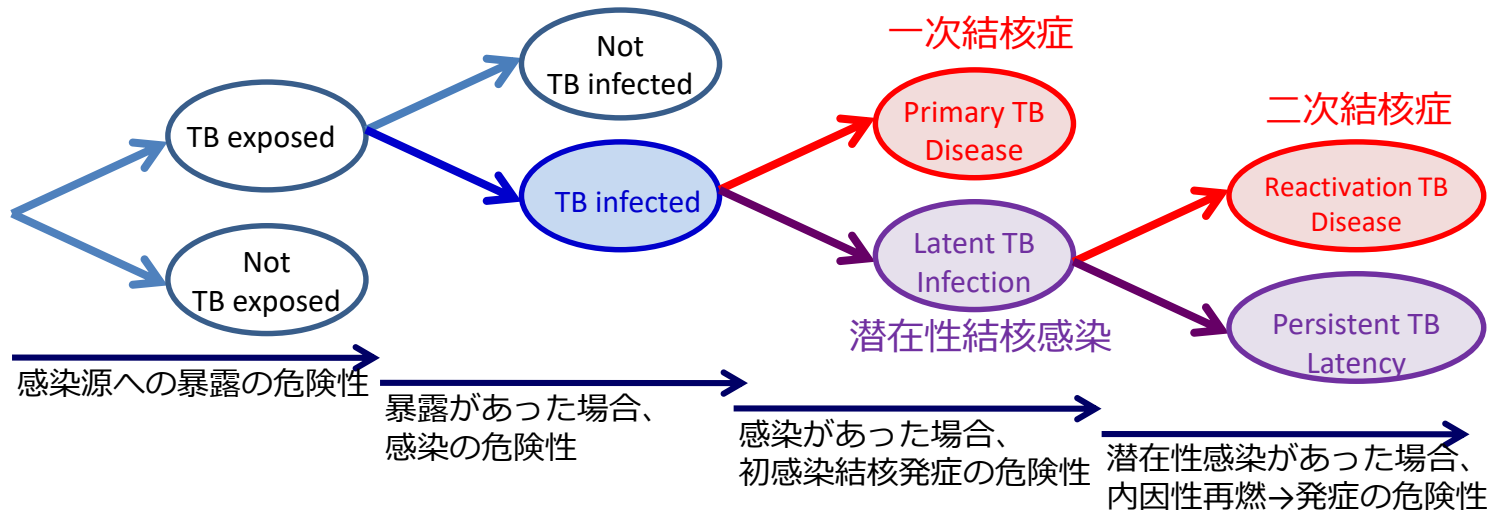 一次結核症
Not
TB infected
二次結核症
TB exposed
Primary TB
Disease
TB infected
Reactivation TB
Disease
Not
TB exposed
Latent TB
Infection
潜在性結核感染
Persistent TB
Latency
感染源への暴露の危険性
暴露があった場合、
感染の危険性
感染があった場合、
初感染結核発症の危険性
潜在性感染があった場合、
内因性再燃→発症の危険性